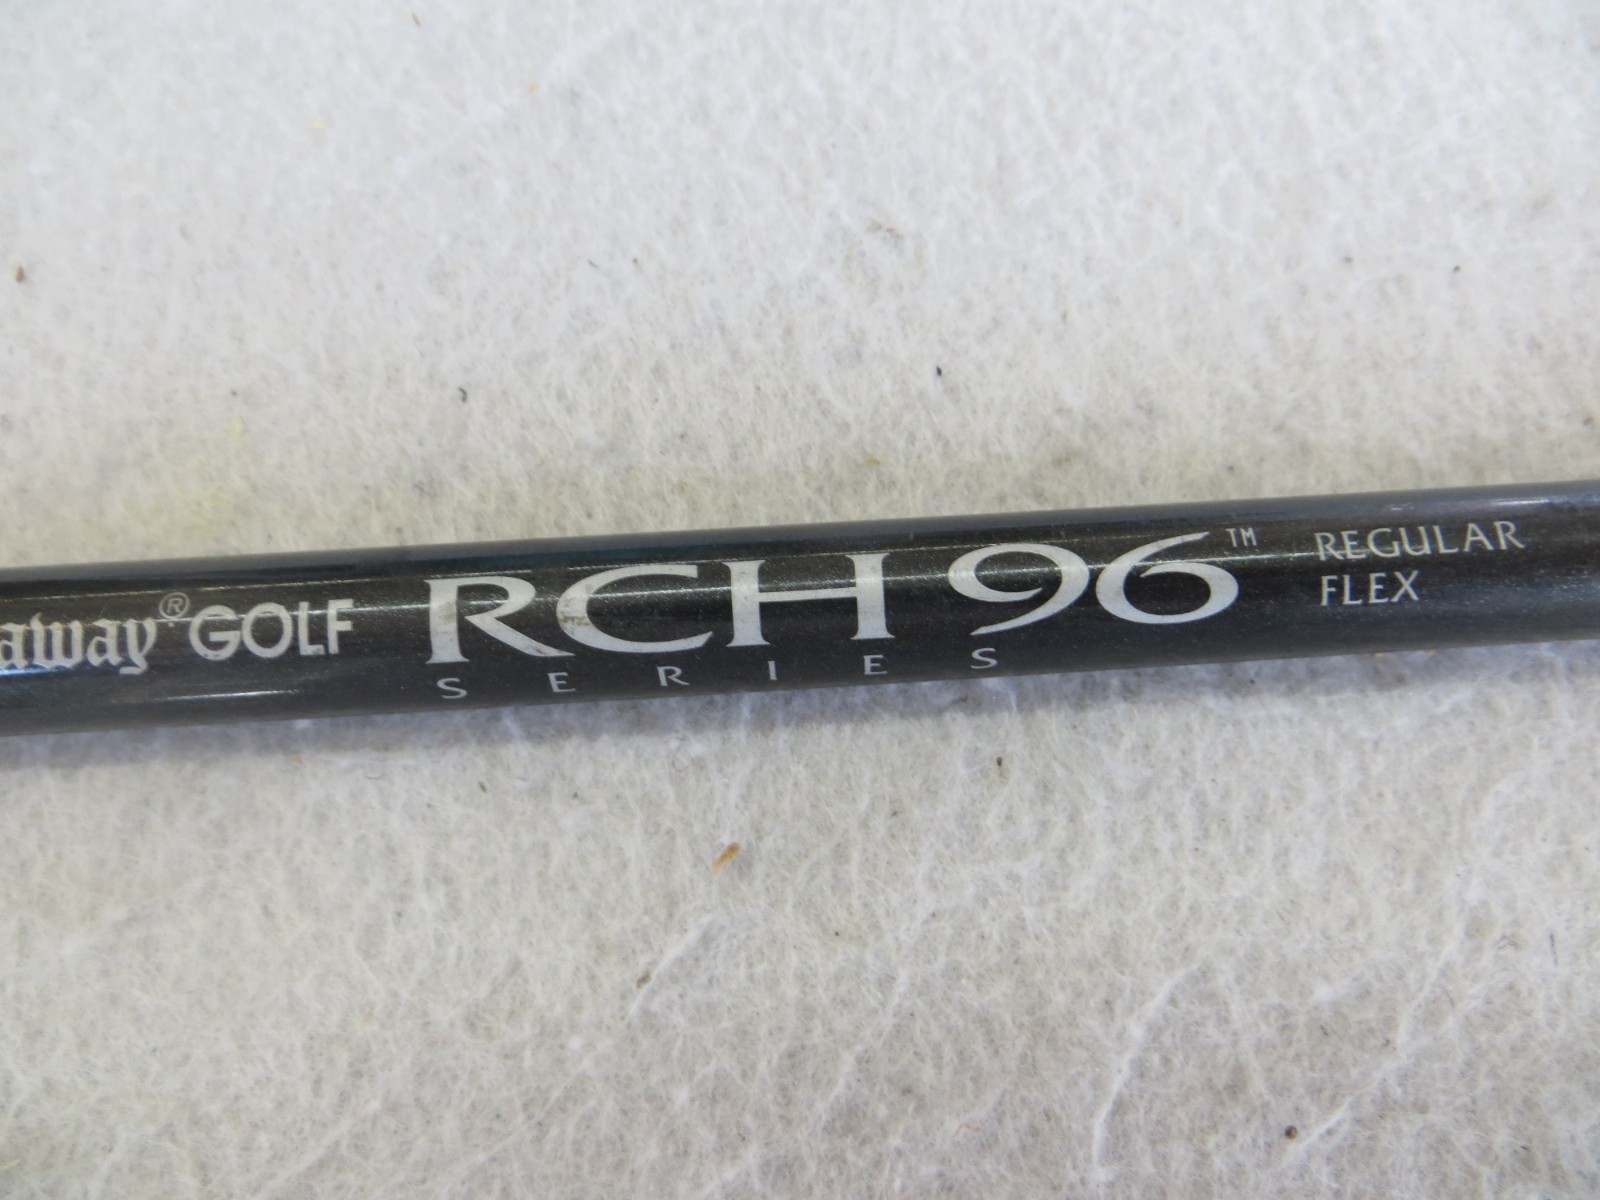 away® GOLF RCH 96™ REGULAR FLEX
SERIES